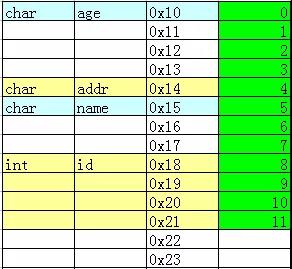 char age 0x10 0
0x11 1
0x12 2
0x13 3
char addr 0x14 4
char name 0x15 5
0x16 6
0x17 7
int id 0x18 8
0x19 9
0x20 10
0x21 11
0x22
0x23